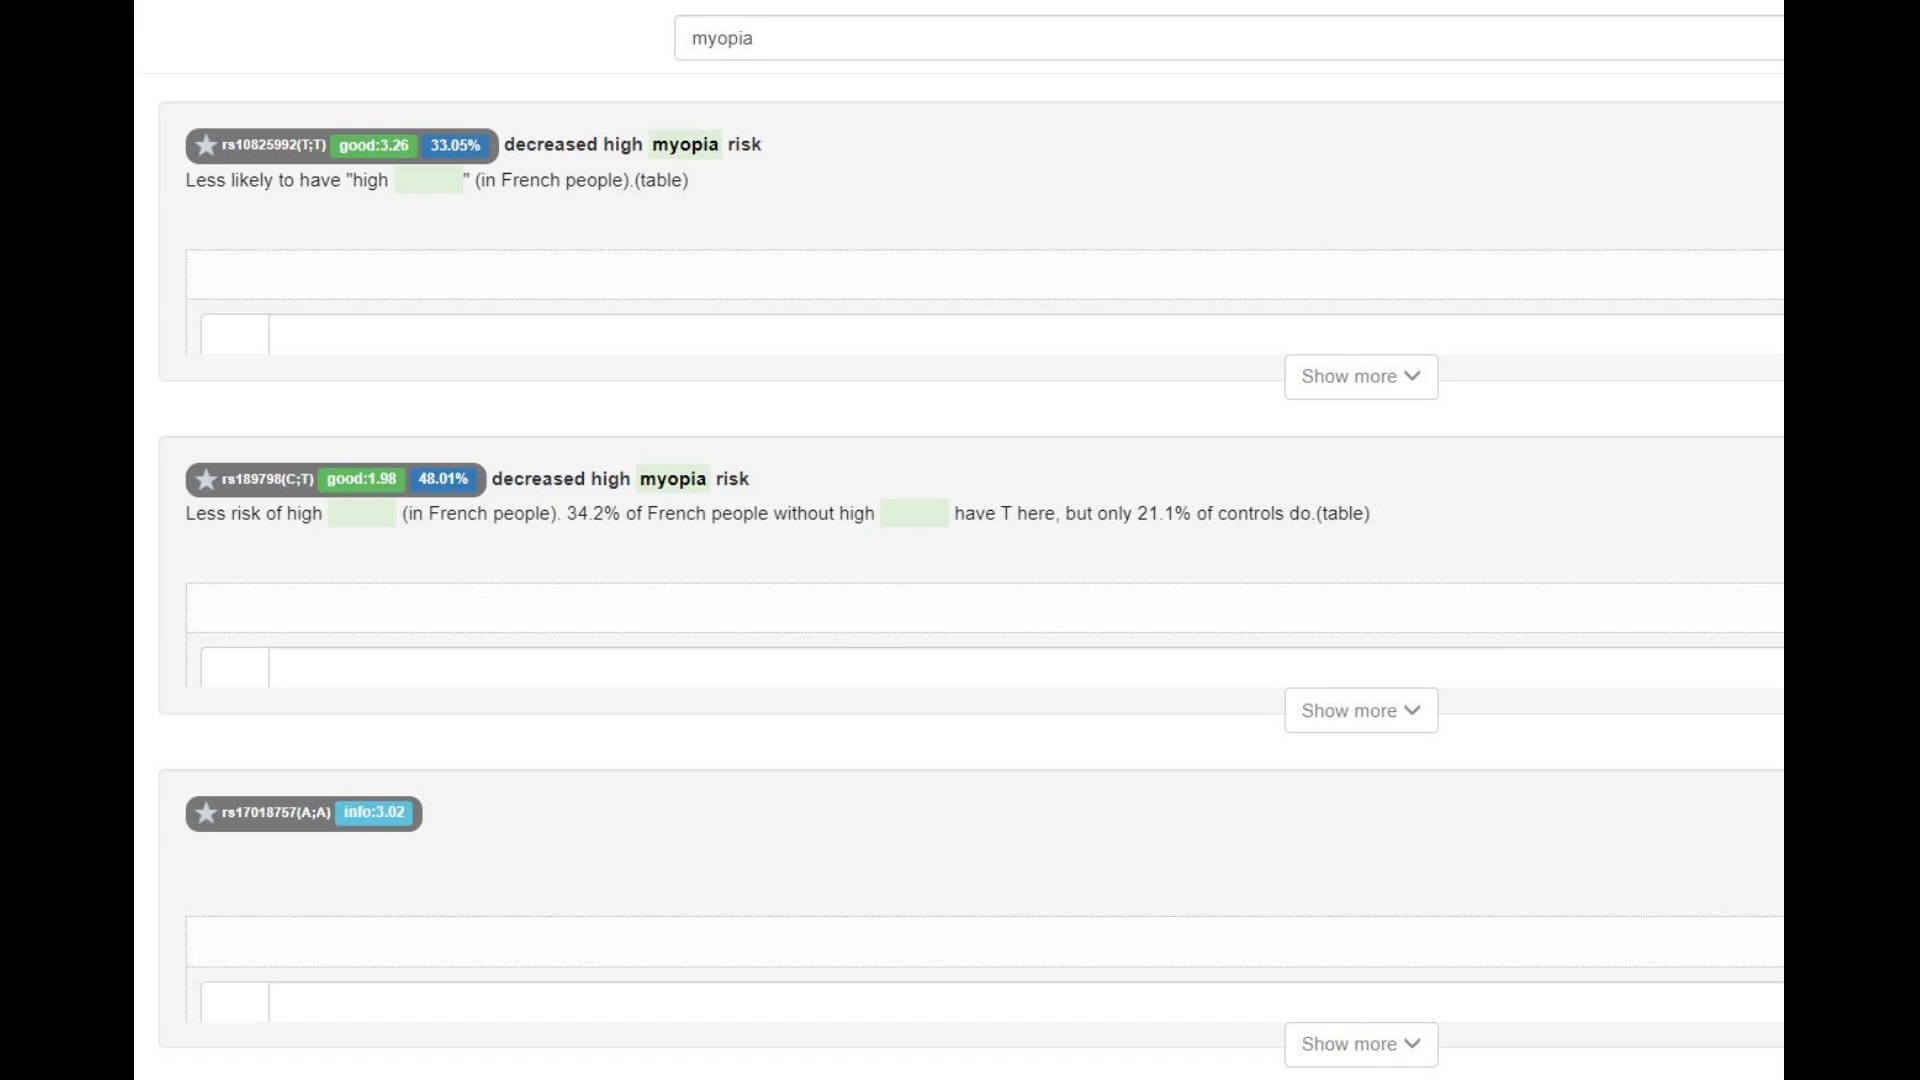 myopia
rs10825992(T;T) good:3.26 33.05% decreased high myopia risk
Less likely to have "high " (in French people).(table)
Show more
rs189798(C;T) good:1.98 48.01% decreased high myopia risk
Less risk of high (in French people). 34.2% of French people without high have T here, but only 21.1% of controls do.(table)
Show more
rs17018757(A;A) info:3.02
Show more